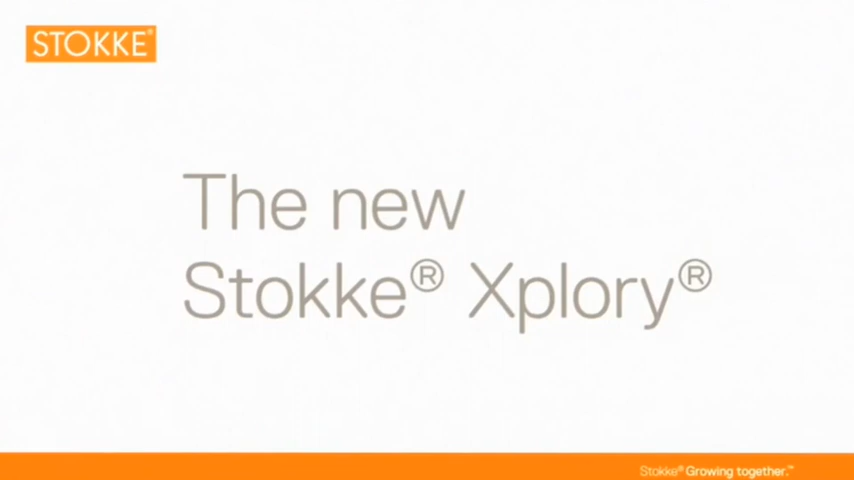 STOKKE®
The new
Stokke® Xplory®
Stokke® Growing together.™